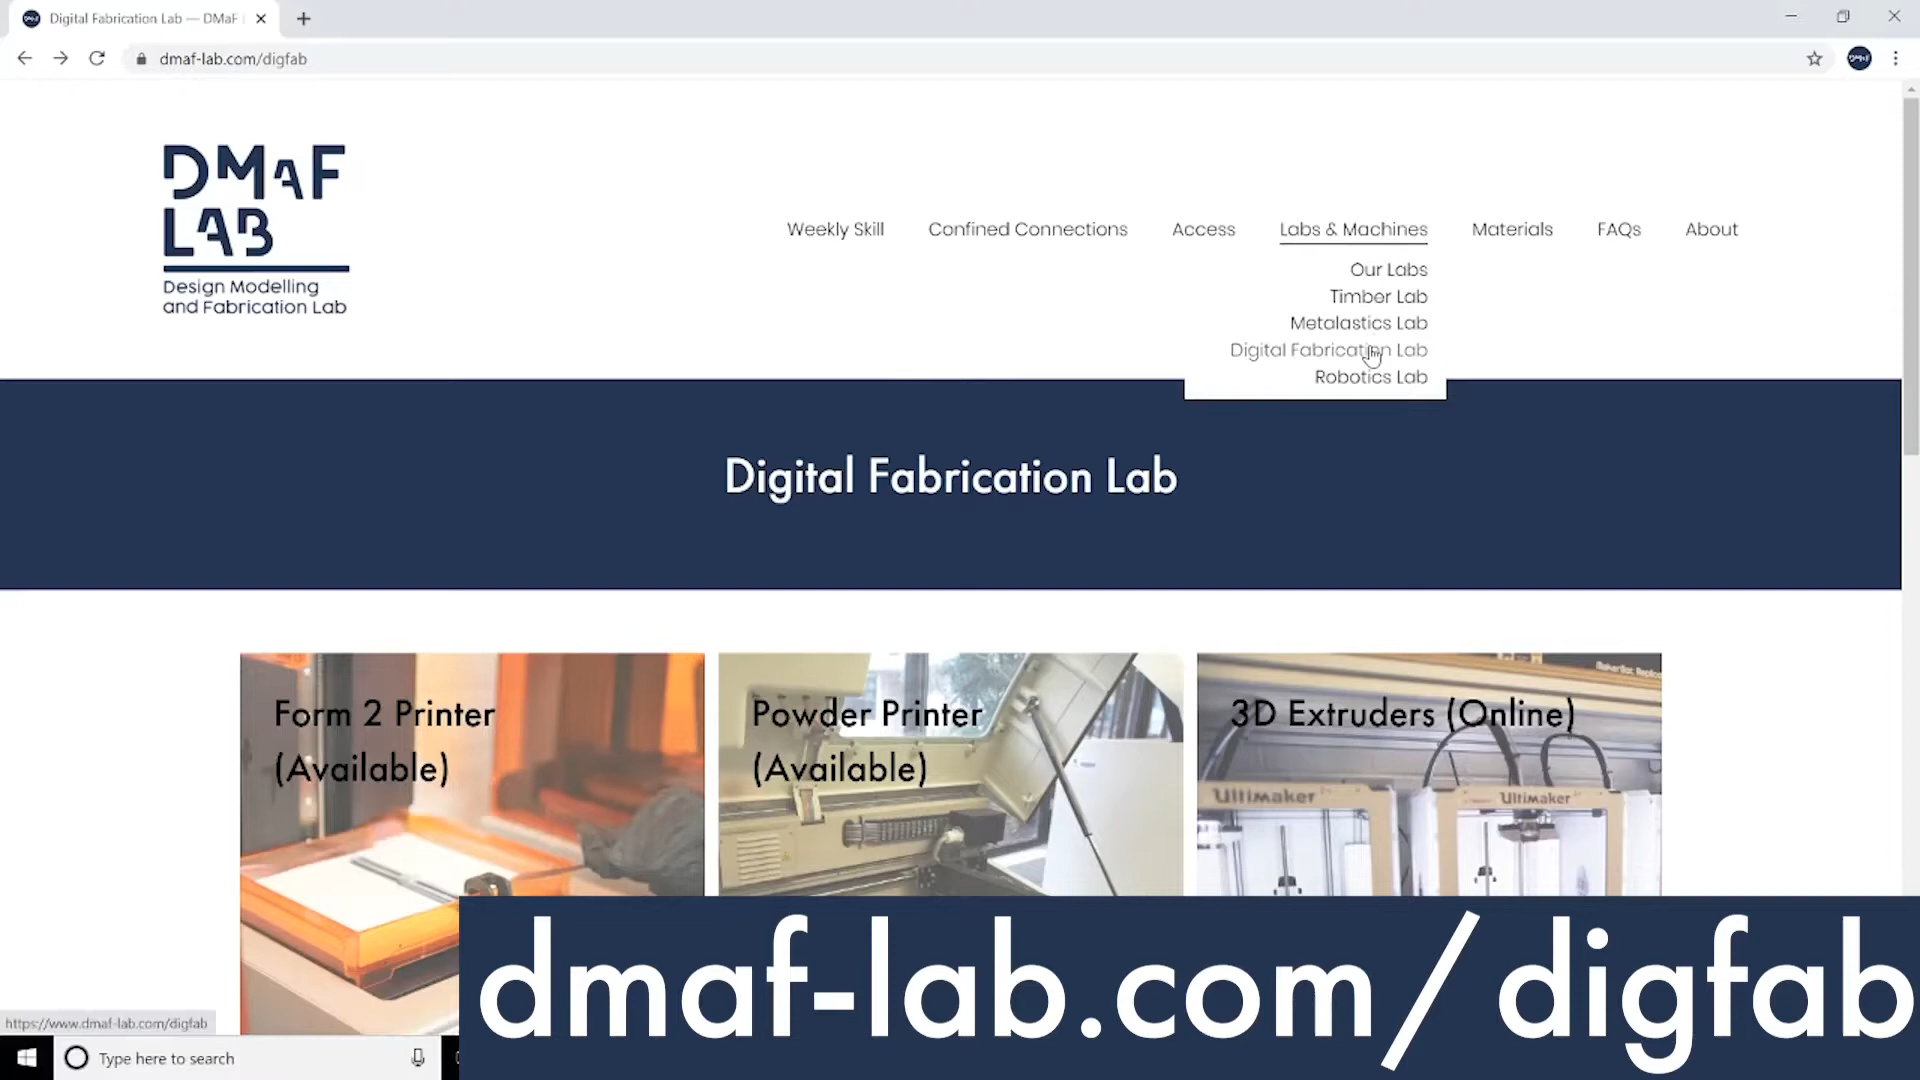 Digital Fabrication Lab — DMaF
dmaf-lab.com/digfab
DMAF
LAB
Design Modelling
and Fabrication Lab
Weekly Skill
Confined Connections
Access
Labs & Machines
Materials
FAQs
About
Our Labs
Timber Lab
Metalastics Lab
Digital Fabrication Lab
Robotics Lab
Digital Fabrication Lab
Form 2 Printer
(Available)
Powder Printer
(Available)
3D Extruders (Online)
Ultimaker
Ultimaker
dmaf-lab.com/digfab
https://www.dmaf-lab.com/digfab
Type here to search